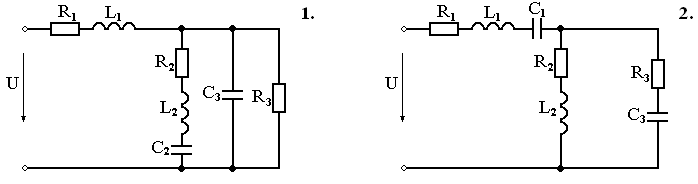 R₁ L₁ 1.
R₂
U L₂ C₃ R₃
C₂
R₁ L₁ C₁ 2.
R₂ R₃
U L₂ C₃